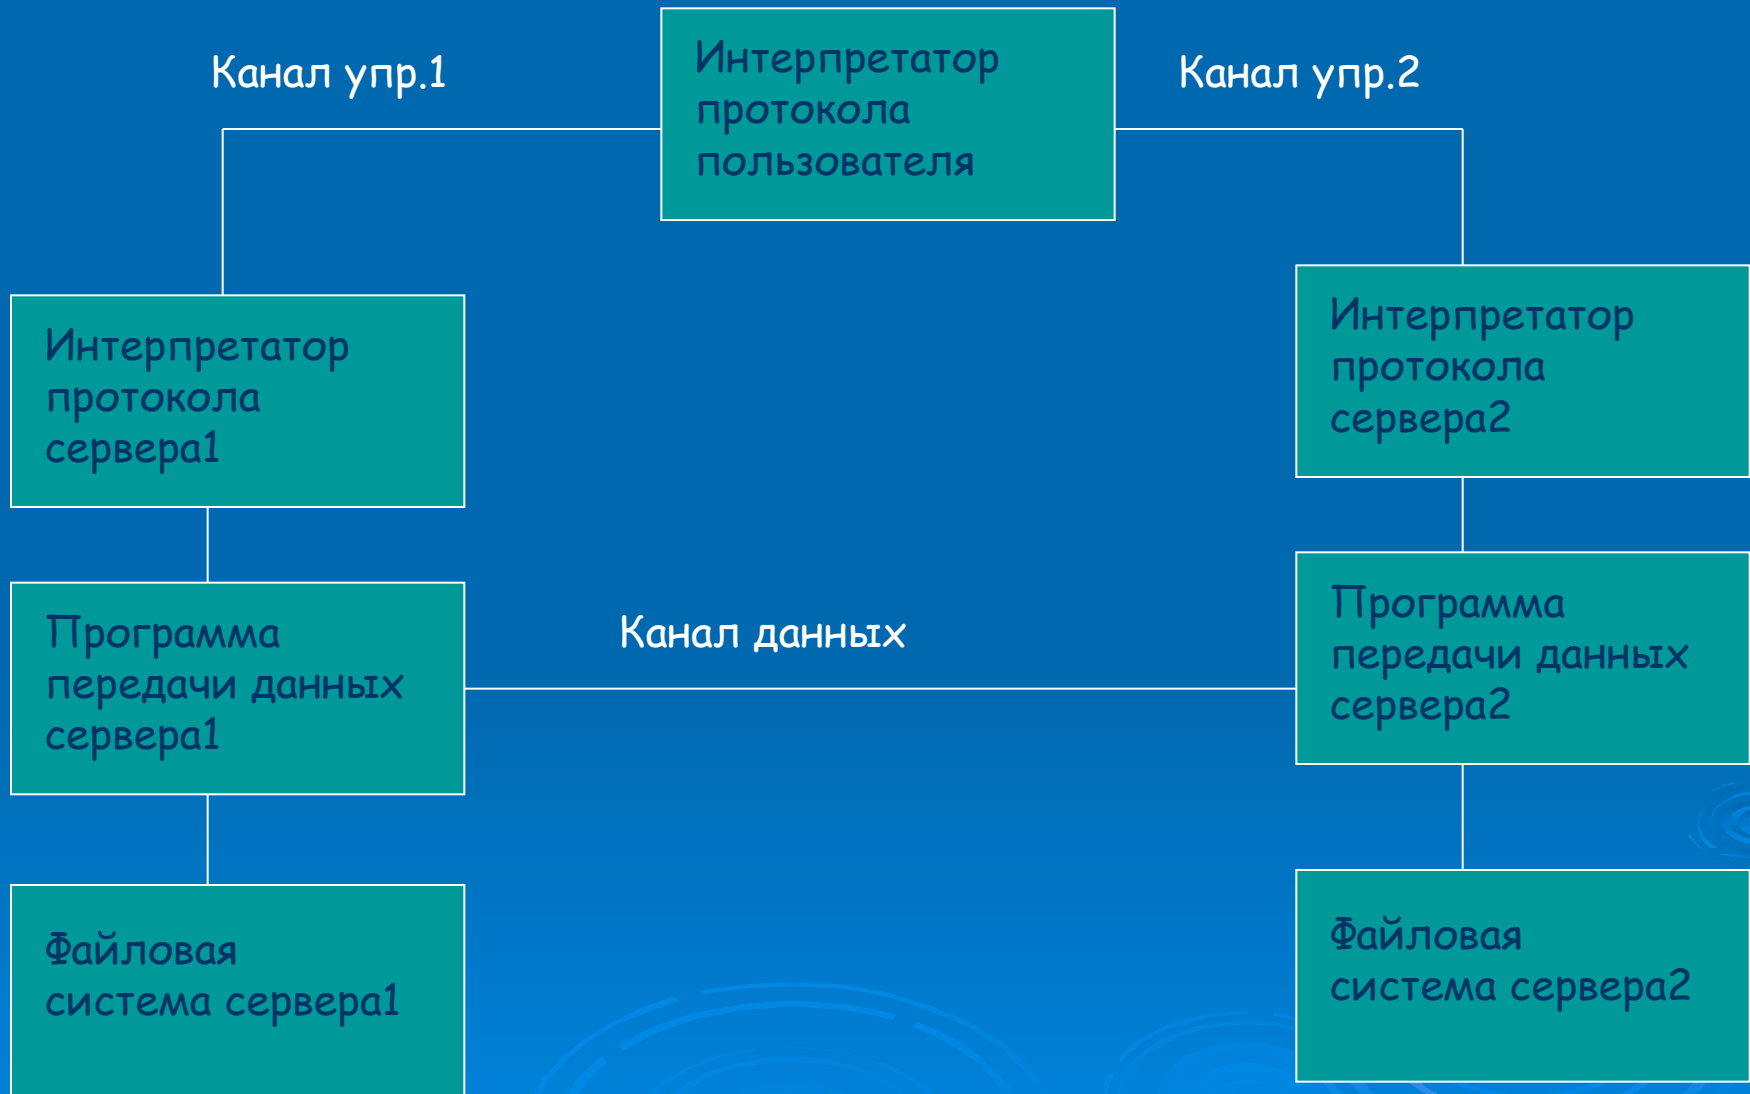 Канал упр.1
Интерпретатор
протокола
пользователя
Канал упр.2
Интерпретатор
протокола
сервера1
Интерпретатор
протокола
сервера2
Программа
передачи данных
сервера1
Канал данных
Программа
передачи данных
сервера2
Файловая
система сервера1
Файловая
система сервера2